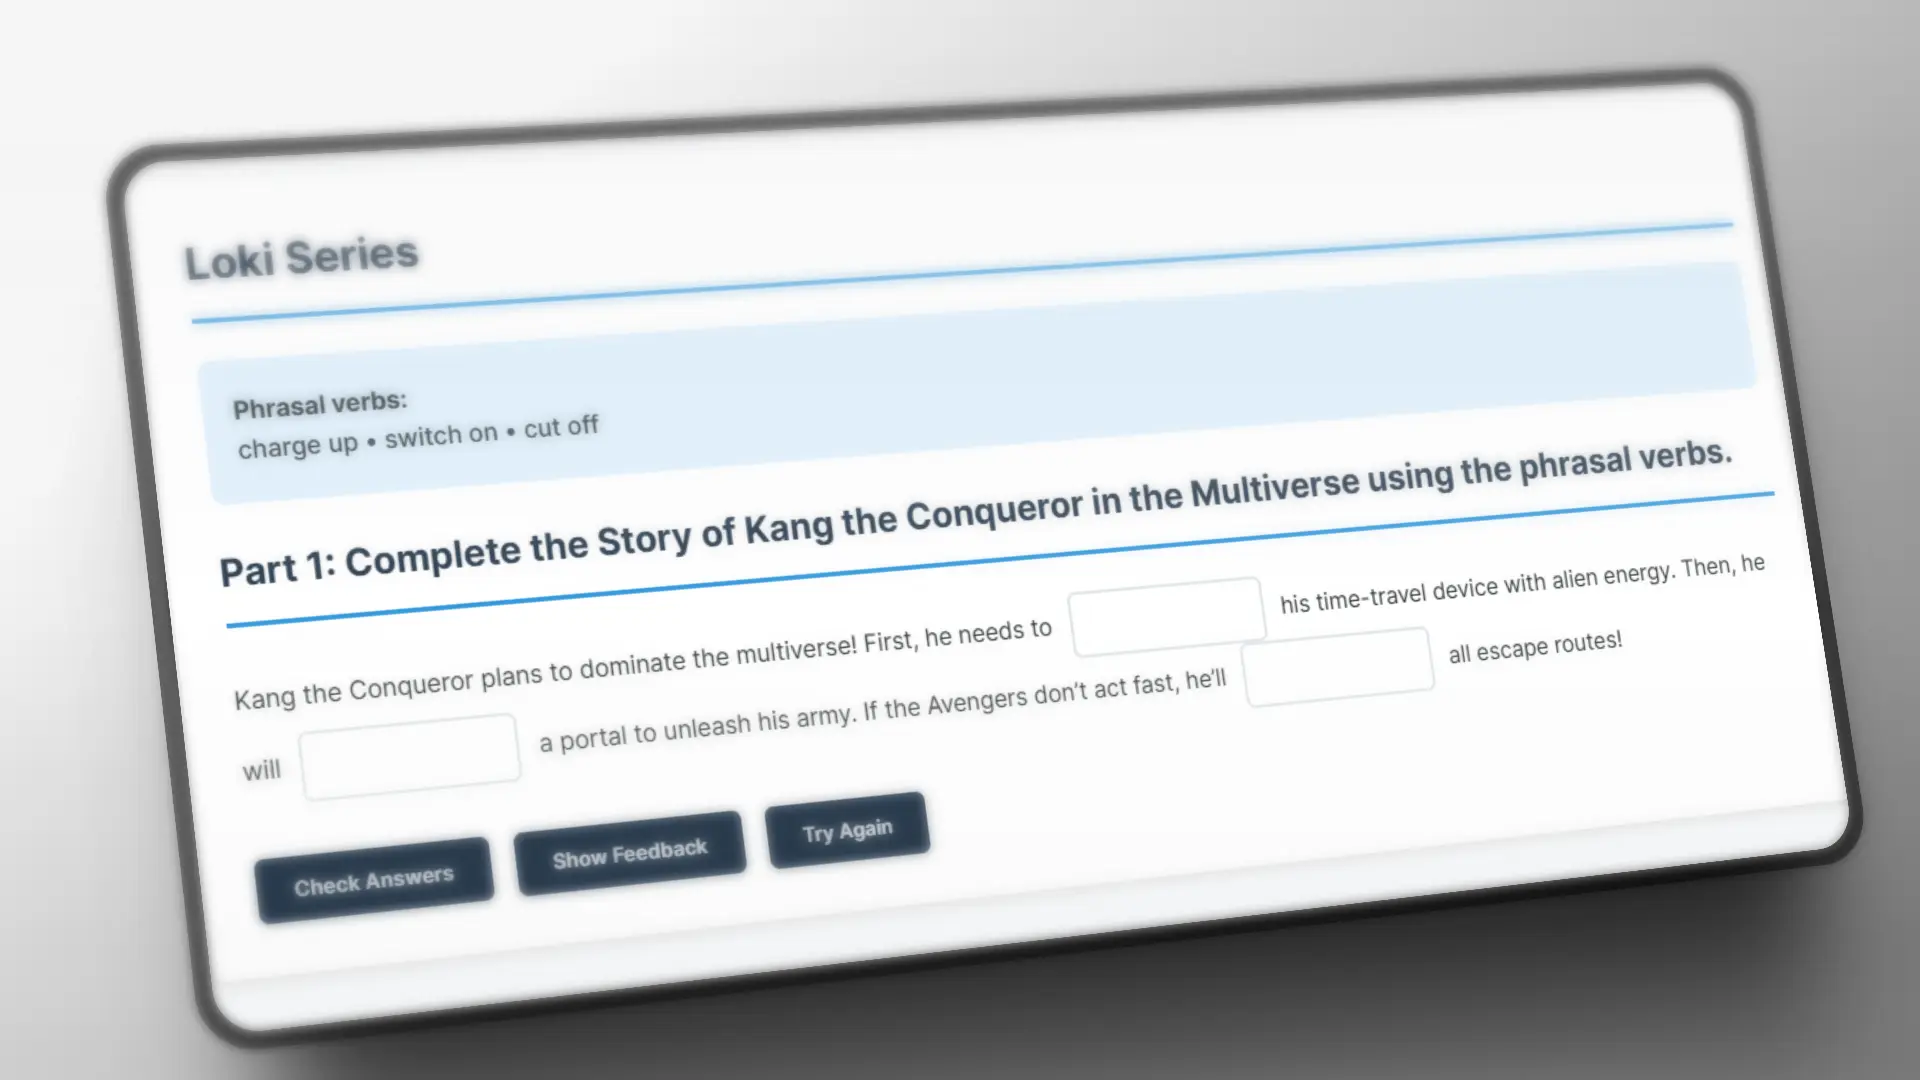 Loki Series
Phrasal verbs:
charge up • switch on • cut off
Part 1: Complete the Story of Kang the Conqueror in the Multiverse using the phrasal verbs.
Kang the Conqueror plans to dominate the multiverse! First, he needs to his time-travel device with alien energy. Then, he
will a portal to unleash his army. If the Avengers don’t act fast, he’ll all escape routes!
Check Answers
Show Feedback
Try Again